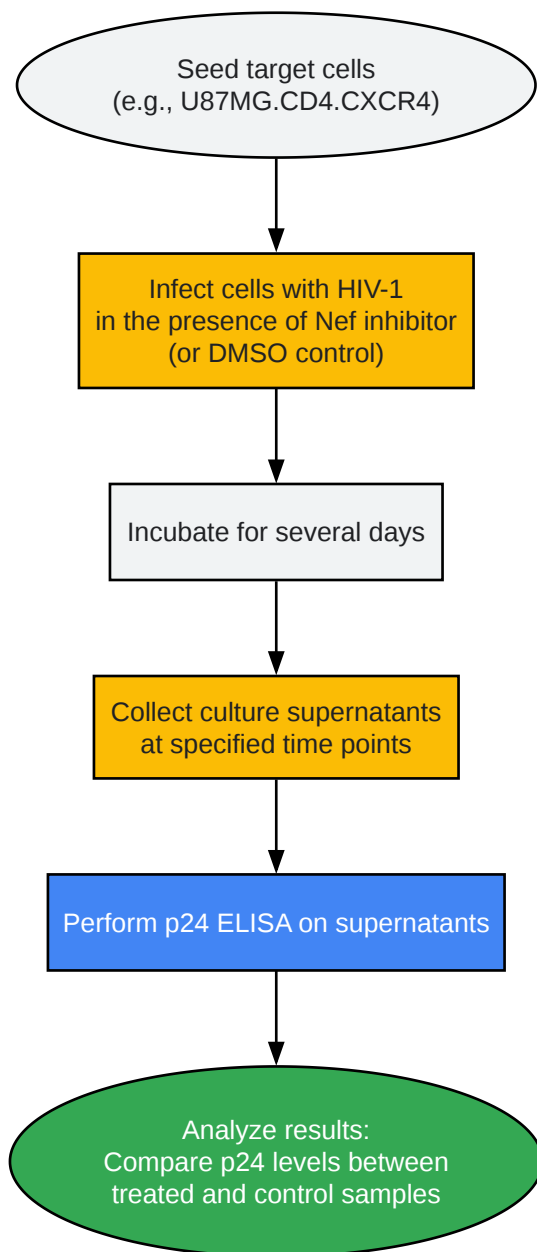 Seed target cells
(e.g., U87MG.CD4.CXCR4)
Infect cells with HIV-1
in the presence of Nef inhibitor
(or DMSO control)
Incubate for several days
Collect culture supernatants
at specified time points
Perform p24 ELISA on supernatants
Analyze results:
Compare p24 levels between
treated and control samples